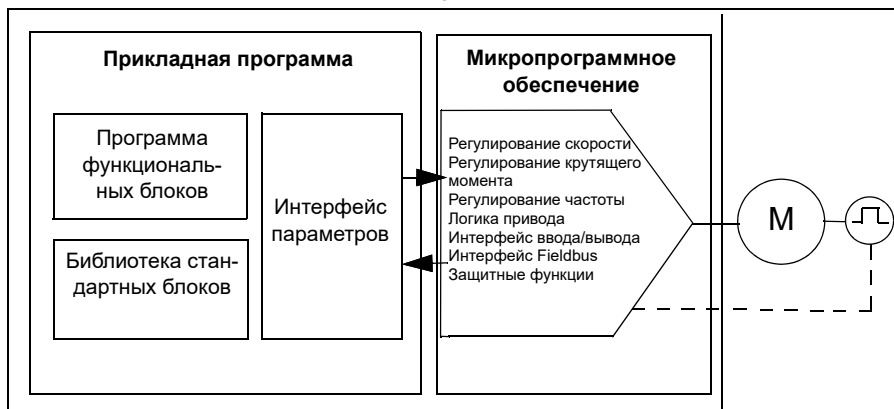 Прикладная программа
Программа
функциональ-
ных блоков
Библиотека стан-
дартных блоков
Интерфейс
параметров
Микропрограммное
обеспечение
Регулирование скорости
Регулирование крутящего
момента
Регулирование частоты
Логика привода
Интерфейс ввода/вывода
Интерфейс Fieldbus
Защитные функции
M